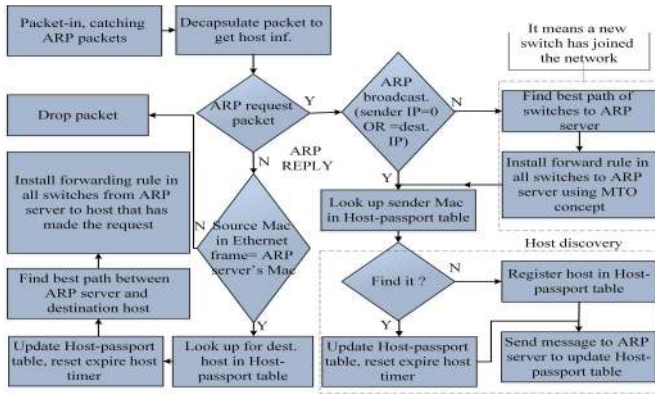 Packet-in, catching
ARP packets
Decapsulate packet to
get host inf.
It means a new
switch has joined
the network
ARP request
packet
Y
ARP
broadcast.
(sender IP=0
OR =dest.
IP)
N
Find best path of
switches to ARP
server
Drop packet
N
ARP
REPLY
Y
Install forward rule in
all switches to ARP
server using MTO
concept
Install forwarding rule in
all switches from ARP
server to host that has
made the request
N
Source Mac
in Ethernet
frame= ARP
server's Mac
Look up sender Mac
in Host-passport table
Host discovery
Find it ?
N
Register host in Host-
passport table
Find best path between
ARP server and
destination host
Y
Y
Update Host-passport
table, reset expire host
timer
Look up for dest.
host in Host-
passport table
Update Host-passport
table, reset expire host
timer
Send message to ARP
server to update Host-
passport table